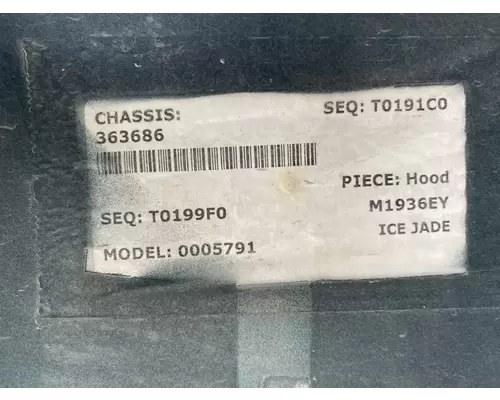 CHASSIS:
363686
SEQ: T0191C0
PIECE: Hood
SEQ: T0199F0
M1936EY
MODEL: 0005791
ICE JADE